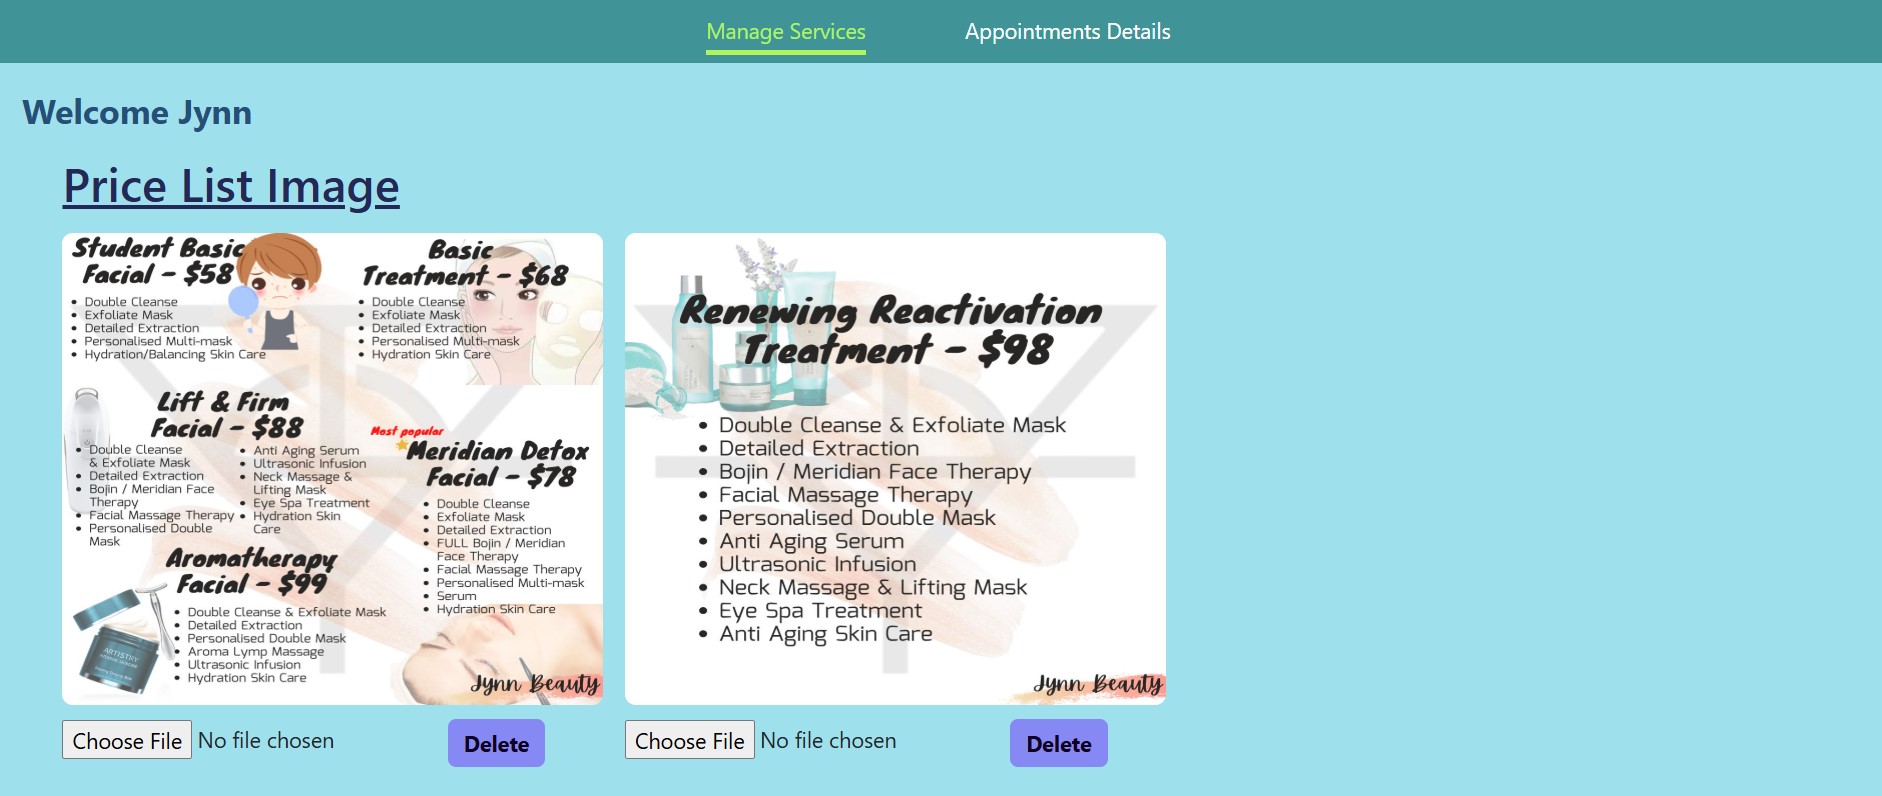 Manage Services
Appointments Details
Welcome Jynn
Price List Image
Student Basic
Facial - $58
• Double Cleanse
• Exfoliate Mask
• Detailed Extraction
• Personalised Multi-mask
• Hydration/Balancing Skin Care
Basic
Treatment - $68
• Double Cleanse
• Exfoliate Mask
• Detailed Extraction
• Personalised Multi-mask
• Hydration Skin Care
Lift & Firm
Facial - $88
• Double Cleanse
& Exfoliate Mask
• Detailed Extraction
• Bojin / Meridian Face
Therapy
• Facial Massage Therapy
• Personalised Double
Mask
• Anti Aging Serum
• Ultrasonic Infusion
• Neck Massage &
Lifting Mask
• Eye Spa Treatment
• Hydration Skin
Care
Most popular
Meridian Detox
Facial - $78
• Double Cleanse
• Exfoliate Mask
• Detailed Extraction
• FULL Bojin / Meridian
Face Therapy
• Facial Massage Therapy
• Personalised Multi-mask
• Serum
• Hydration Skin Care
Aromatherapy
Facial - $99
• Double Cleanse & Exfoliate Mask
• Detailed Extraction
• Personalised Double Mask
• Aroma Lymp Massage
• Ultrasonic Infusion
• Hydration Skin Care
ARTISTRY
Jynn Beauty
Renewing Reactivation
Treatment - $98
• Double Cleanse & Exfoliate Mask
• Detailed Extraction
• Bojin / Meridian Face Therapy
• Facial Massage Therapy
• Personalised Double Mask
• Anti Aging Serum
• Ultrasonic Infusion
• Neck Massage & Lifting Mask
• Eye Spa Treatment
• Anti Aging Skin Care
Jynn Beauty
Choose File No file chosen
Delete
Choose File No file chosen
Delete